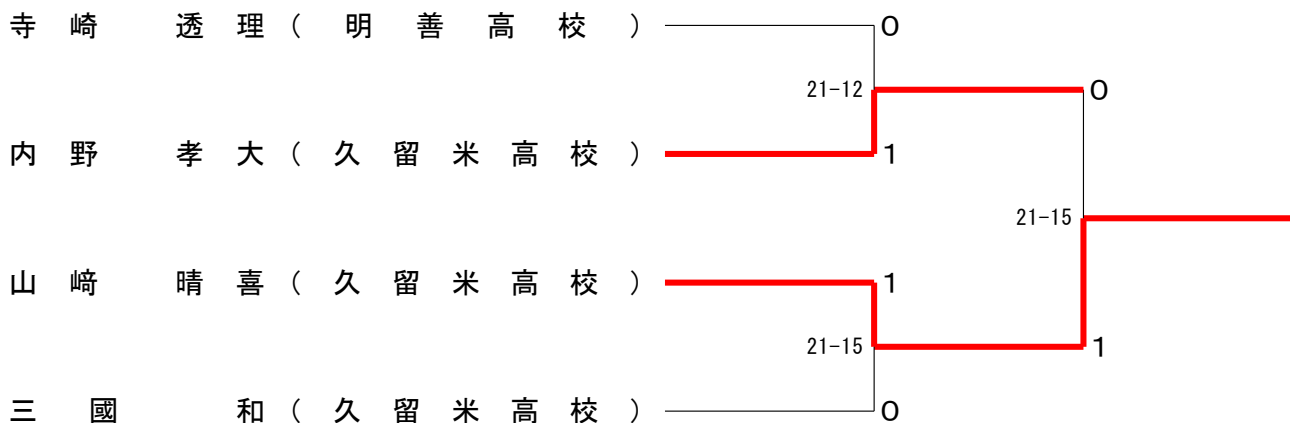 寺崎 透理(明善高校) 0
21-12 0
内野 孝大(久留米高校) 1
21-15
山﨑 晴喜(久留米高校) 1
21-15 1
三國 和(久留米高校) 0